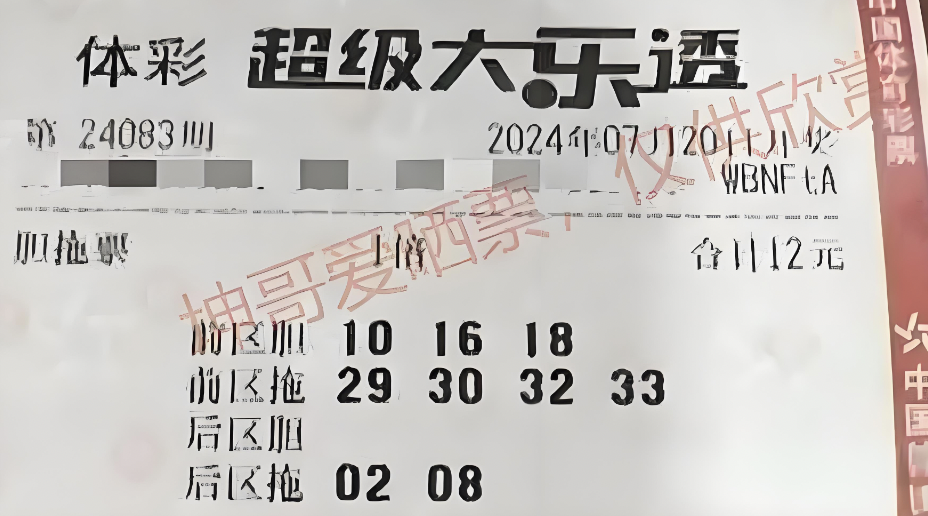 体彩 超级大乐透
第 24083期 2024年07月20日开奖
WBNF tA
胆拖票 1倍 合计12元
坤哥爱晒票，仅供欣赏
前区胆 10 16 18
前区拖 29 30 32 33
后区胆
后区拖 02 08
中国体育彩票
中国